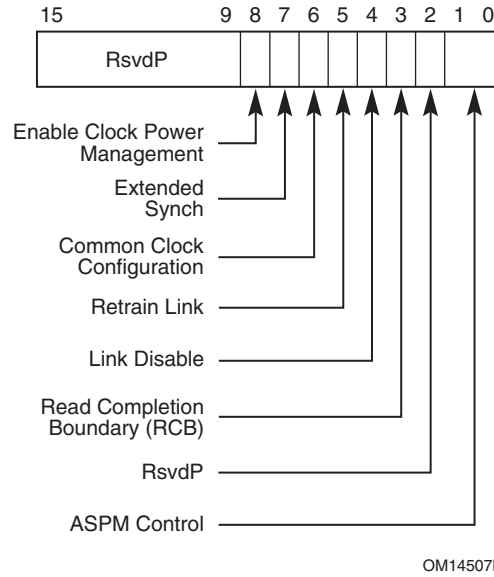 15 9 8 7 6 5 4 3 2 1 0
RsvdP
Enable Clock Power
Management
Extended
Synch
Common Clock
Configuration
Retrain Link
Link Disable
Read Completion
Boundary (RCB)
RsvdP
ASPM Control
OM14507